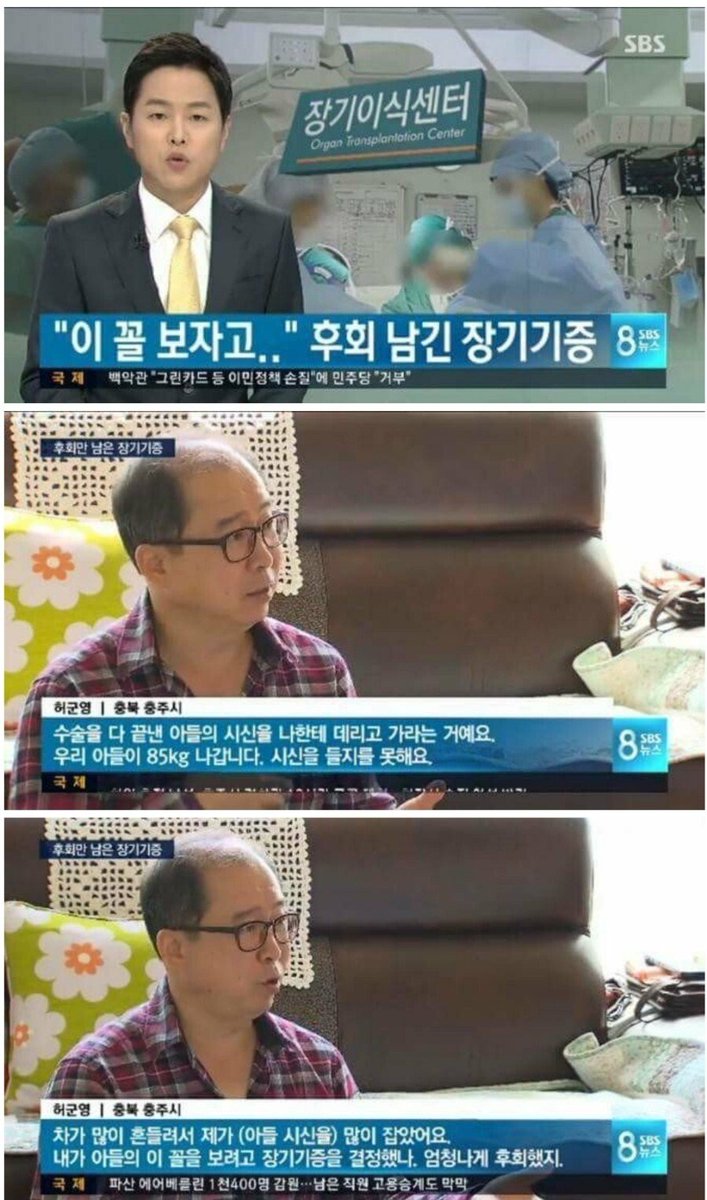 SBS
장기이식센터
Organ Transplantation Center
"이 꼴 보자고.." 후회 남긴 장기기증
8 SBS 뉴스
국 제 백악관 "그린카드 등 이민정책 손질"에 민주당 "거부"
후회만 남은 장기기증
허군영 | 충북 충주시
수술을 다 끝낸 아들의 시신을 나한테 데리고 가라는 거예요.
우리 아들이 85kg 나갑니다. 시신을 들지를 못해요.
8 SBS 뉴스
국 제
후회만 남은 장기기증
허군영 | 충북 충주시
차가 많이 흔들려서 제가 (아들 시신을) 많이 잡았어요.
내가 아들의 이 꼴을 보려고 장기기증을 결정했나. 엄청나게 후회했지.
8 SBS 뉴스
국 제 파산 에어베를린 1천400명 감원…남은 직원 고용승계도 막막